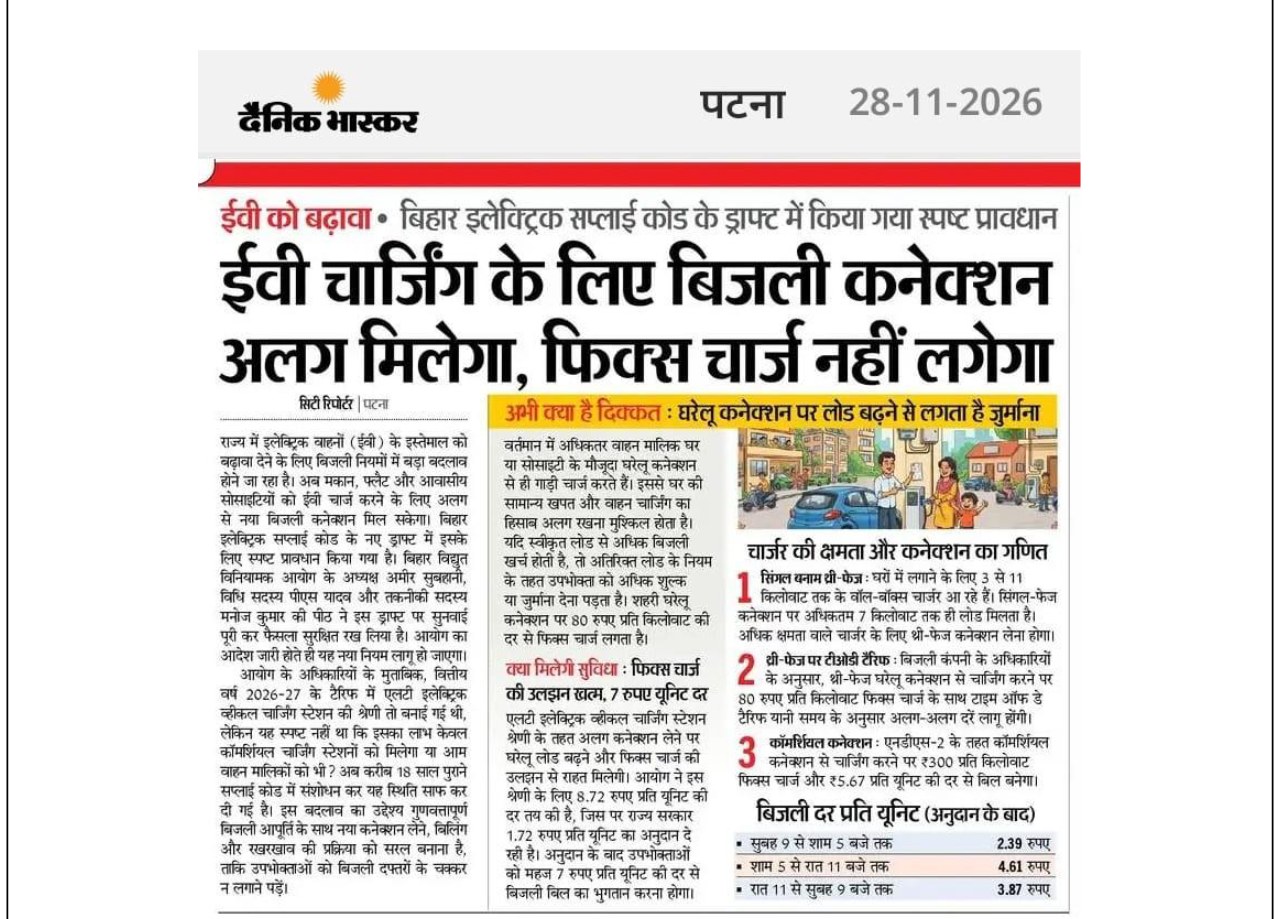 दैनिक भास्कर
पटना 28-11-2026
ईवी को बढ़ावा • बिहार इलेक्ट्रिक सप्लाई कोड के ड्राफ्ट में किया गया स्पष्ट प्रावधान
ईवी चार्जिंग के लिए बिजली कनेक्शन
अलग मिलेगा, फिक्स चार्ज नहीं लगेगा
सिटी रिपोर्टर | पटना
राज्य में इलेक्ट्रिक वाहनों (ईवी) के इस्तेमाल को
बढ़ावा देने के लिए बिजली नियमों में बड़ा बदलाव
होने जा रहा है। अब मकान, फ्लैट और आवासीय
सोसाइटियों को ईवी चार्ज करने के लिए अलग
से नया बिजली कनेक्शन मिल सकेगा। बिहार
इलेक्ट्रिक सप्लाई कोड के नए ड्राफ्ट में इसके
लिए स्पष्ट प्रावधान किया गया है। बिहार विद्युत
विनियामक आयोग के अध्यक्ष अमीर सुबहानी,
विधि सदस्य पीएस यादव और तकनीकी सदस्य
मनोज कुमार की पीठ ने इस ड्राफ्ट पर सुनवाई
पूरी कर फैसला सुरक्षित रख लिया है। आयोग का
आदेश जारी होते ही यह नया नियम लागू हो जाएगा।
आयोग के अधिकारियों के मुताबिक, वित्तीय
वर्ष 2026-27 के टैरिफ में एलटी इलेक्ट्रिक
व्हीकल चार्जिंग स्टेशन की श्रेणी तो बनाई गई थी,
लेकिन यह स्पष्ट नहीं था कि इसका लाभ केवल
कॉमर्शियल चार्जिंग स्टेशनों को मिलेगा या आम
वाहन मालिकों को भी? अब करीब 18 साल पुराने
सप्लाई कोड में संशोधन कर यह स्थिति साफ कर
दी गई है। इस बदलाव का उद्देश्य गुणवत्तापूर्ण
बिजली आपूर्ति के साथ नया कनेक्शन लेने, बिलिंग
और रखरखाव की प्रक्रिया को सरल बनाना है,
ताकि उपभोक्ताओं को बिजली दफ्तरों के चक्कर
न लगाने पड़ें।
अभी क्या है दिक्कत : घरेलू कनेक्शन पर लोड बढ़ने से लगता है जुर्माना
वर्तमान में अधिकतर वाहन मालिक घर
या सोसाइटी के मौजूदा घरेलू कनेक्शन
से ही गाड़ी चार्ज करते हैं। इससे घर की
सामान्य खपत और वाहन चार्जिंग का
हिसाब अलग रखना मुश्किल होता है।
यदि स्वीकृत लोड से अधिक बिजली
खर्च होती है, तो अतिरिक्त लोड के नियम
के तहत उपभोक्ता को अधिक शुल्क
या जुर्माना देना पड़ता है। शहरी घरेलू
कनेक्शन पर 80 रुपए प्रति किलोवाट की
दर से फिक्स चार्ज लगता है।
क्या मिलेगी सुविधा : फिक्स चार्ज
की उलझन खत्म, 7 रुपए यूनिट दर
एलटी इलेक्ट्रिक व्हीकल चार्जिंग स्टेशन
श्रेणी के तहत अलग कनेक्शन लेने पर
घरेलू लोड बढ़ने और फिक्स चार्ज की
उलझन से राहत मिलेगी। आयोग ने इस
श्रेणी के लिए 8.72 रुपए प्रति यूनिट की
दर तय की है, जिस पर राज्य सरकार
1.72 रुपए प्रति यूनिट का अनुदान दे
रही है। अनुदान के बाद उपभोक्ताओं
को महज 7 रुपए प्रति यूनिट की दर से
बिजली बिल का भुगतान करना होगा।
चार्जर की क्षमता और कनेक्शन का गणित
1 सिंगल बनाम थ्री-फेज : घरों में लगाने के लिए 3 से 11
किलोवाट तक के वॉल-बॉक्स चार्जर आ रहे हैं। सिंगल-फेज
कनेक्शन पर अधिकतम 7 किलोवाट तक ही लोड मिलता है।
अधिक क्षमता वाले चार्जर के लिए थ्री-फेज कनेक्शन लेना होगा।
2 थ्री-फेज पर टीओडी टैरिफ : बिजली कंपनी के अधिकारियों
के अनुसार, थ्री-फेज घरेलू कनेक्शन से चार्जिंग करने पर
80 रुपए प्रति किलोवाट फिक्स चार्ज के साथ टाइम ऑफ डे
टैरिफ यानी समय के अनुसार अलग-अलग दरें लागू होंगी।
3 कॉमर्शियल कनेक्शन : एनडीएस-2 के तहत कॉमर्शियल
कनेक्शन से चार्जिंग करने पर ₹300 प्रति किलोवाट
फिक्स चार्ज और ₹5.67 प्रति यूनिट की दर से बिल बनेगा।
बिजली दर प्रति यूनिट (अनुदान के बाद)
▪ सुबह 9 से शाम 5 बजे तक 2.39 रुपए
▪ शाम 5 से रात 11 बजे तक 4.61 रुपए
▪ रात 11 से सुबह 9 बजे तक 3.87 रुपए